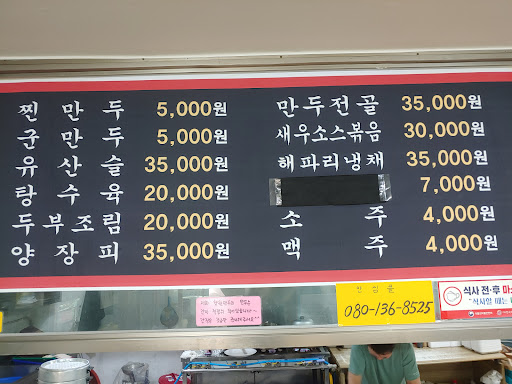 찐만두 5,000원
군만두 5,000원
유산슬 35,000원
탕수육 20,000원
두부조림 20,000원
양장피 35,000원
만두전골 35,000원
새우소스볶음 30,000원
해파리냉채 35,000원
7,000원
소주 4,000원
맥주 4,000원
080-136-8525
식사 전·후